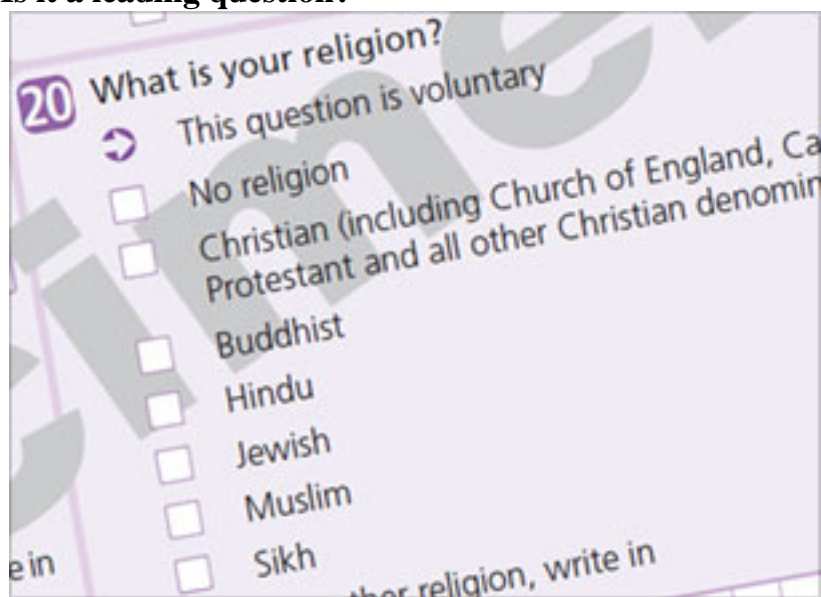 Is it a leading question?
20 What is your religion?
This question is voluntary
No religion
Christian (including Church of England,
Protestant and all other Christian
Buddhist
Hindu
Jewish
Muslim
Sikh
religion, write in
in